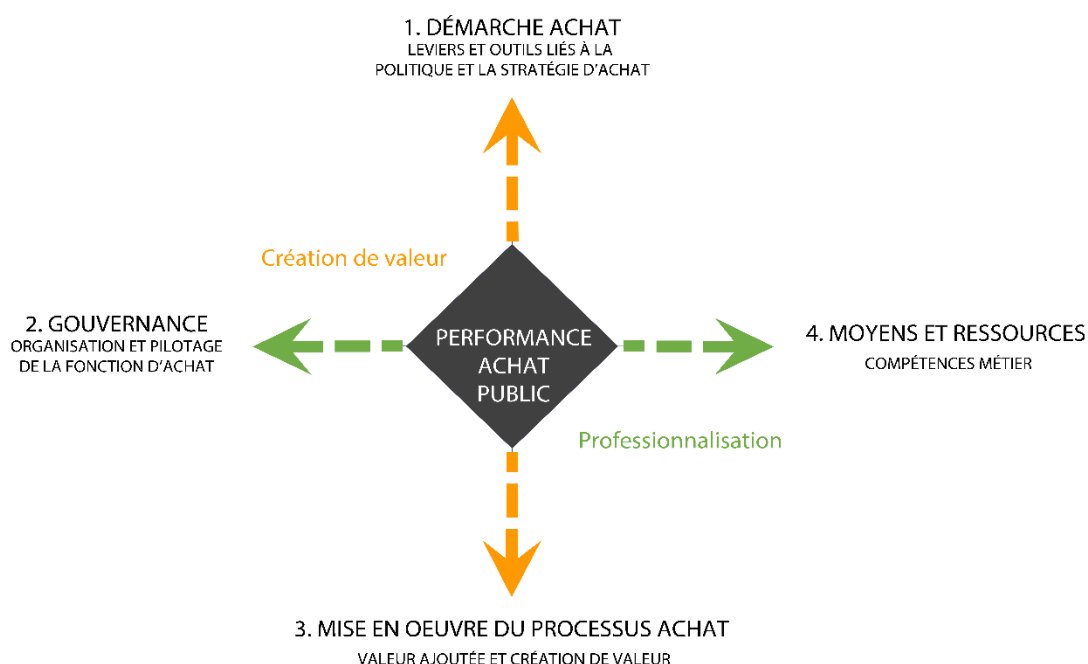 1. DÉMARCHE ACHAT
LEVIERS ET OUTILS LIÉS À LA
POLITIQUE ET LA STRATÉGIE D'ACHAT
Création de valeur
2. GOUVERNANCE
ORGANISATION ET PILOTAGE
DE LA FONCTION D'ACHAT
PERFORMANCE
ACHAT
PUBLIC
4. MOYENS ET RESSOURCES
COMPÉTENCES MÉTIER
Professionnalisation
3. MISE EN OEUVRE DU PROCESSUS ACHAT
VALEUR AJOUTÉE ET CRÉATION DE VALEUR